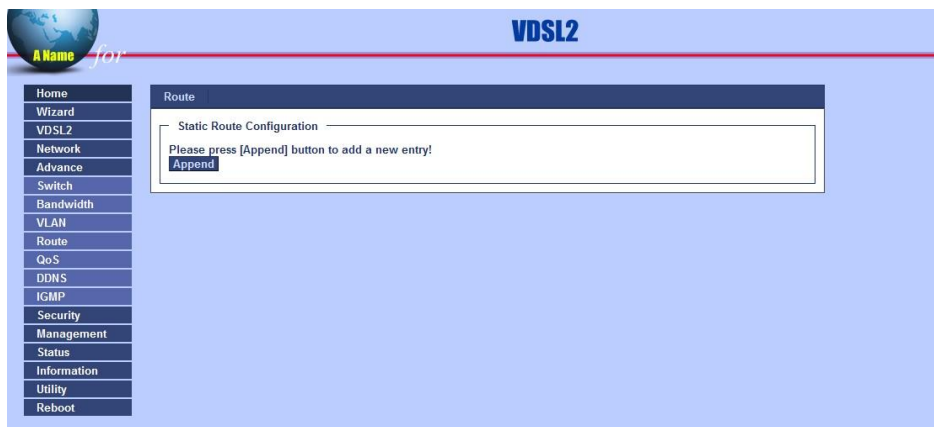 VDSL2
A Name for
Home
Wizard
VDSL2
Network
Advance
Switch
Bandwidth
VLAN
Route
QoS
DDNS
IGMP
Security
Management
Status
Information
Utility
Reboot
Route
Static Route Configuration
Please press [Append] button to add a new entry!
Append